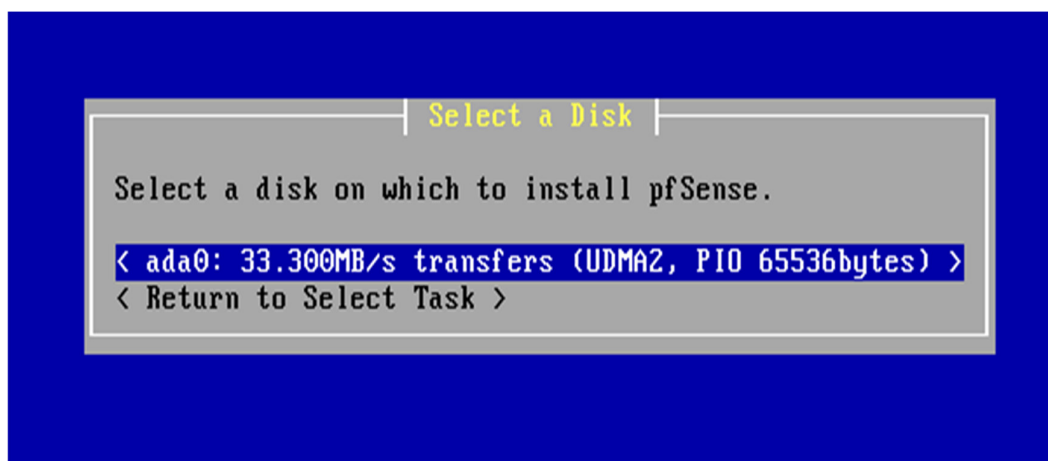 Select a Disk
Select a disk on which to install pfSense.
< ada0: 33.300MB/s transfers (UDMA2, PIO 65536bytes) >
< Return to Select Task >